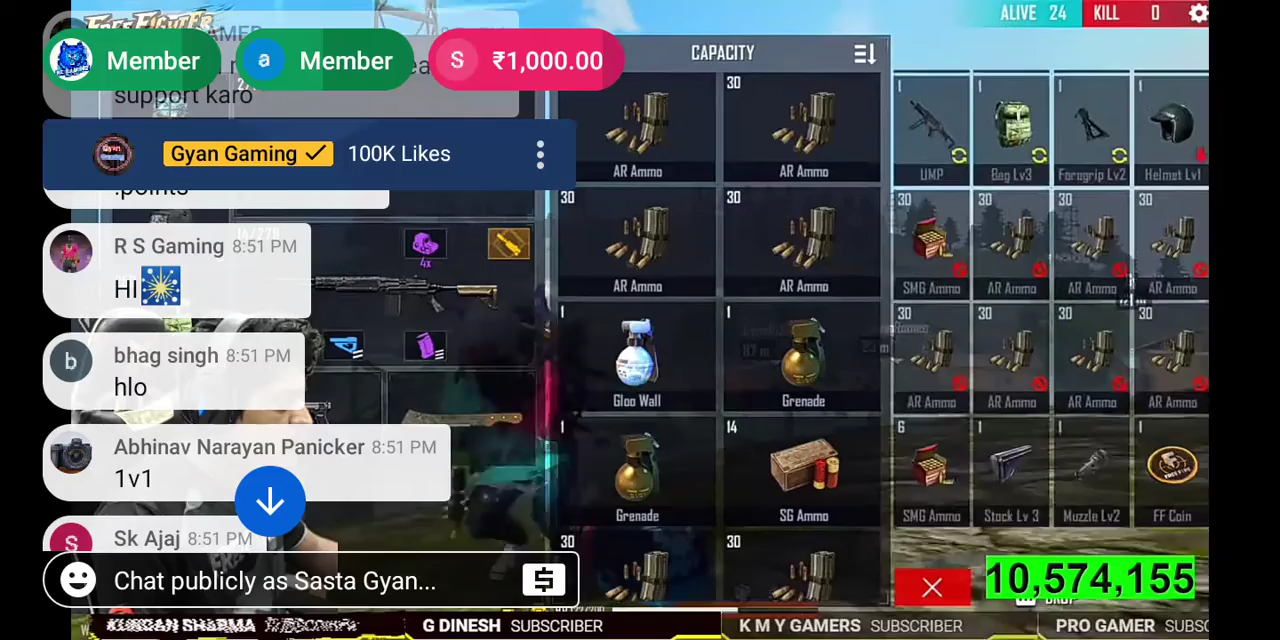 ALIVE 24 KILL 0
Member
a Member
S ₹1,000.00
support karo
Gyan Gaming 100K Likes
.points
R S Gaming 8:51 PM
HI
b bhag singh 8:51 PM
hlo
Abhinav Narayan Panicker 8:51 PM
1v1
S Sk Ajaj 8:51 PM
Chat publicly as Sasta Gyan...
4x
CAPACITY
30 30
AR Ammo AR Ammo
30 30
AR Ammo AR Ammo
1 1
Gloo Wall Grenade
1 14
Grenade SG Ammo
30 30
1 1 1 1
UMP Bag Lv3 Foregrip Lv2 Helmet Lv1
30 30 30 30
SMG Ammo AR Ammo AR Ammo AR Ammo
30 30 30 30
AR Ammo AR Ammo AR Ammo AR Ammo
6 1 1 1
SMG Ammo Stock Lv 3 Muzzle Lv2 FF Coin
10,574,155
G DINESH SUBSCRIBER K M Y GAMERS SUBSCRIBER PRO GAMER SUBSC